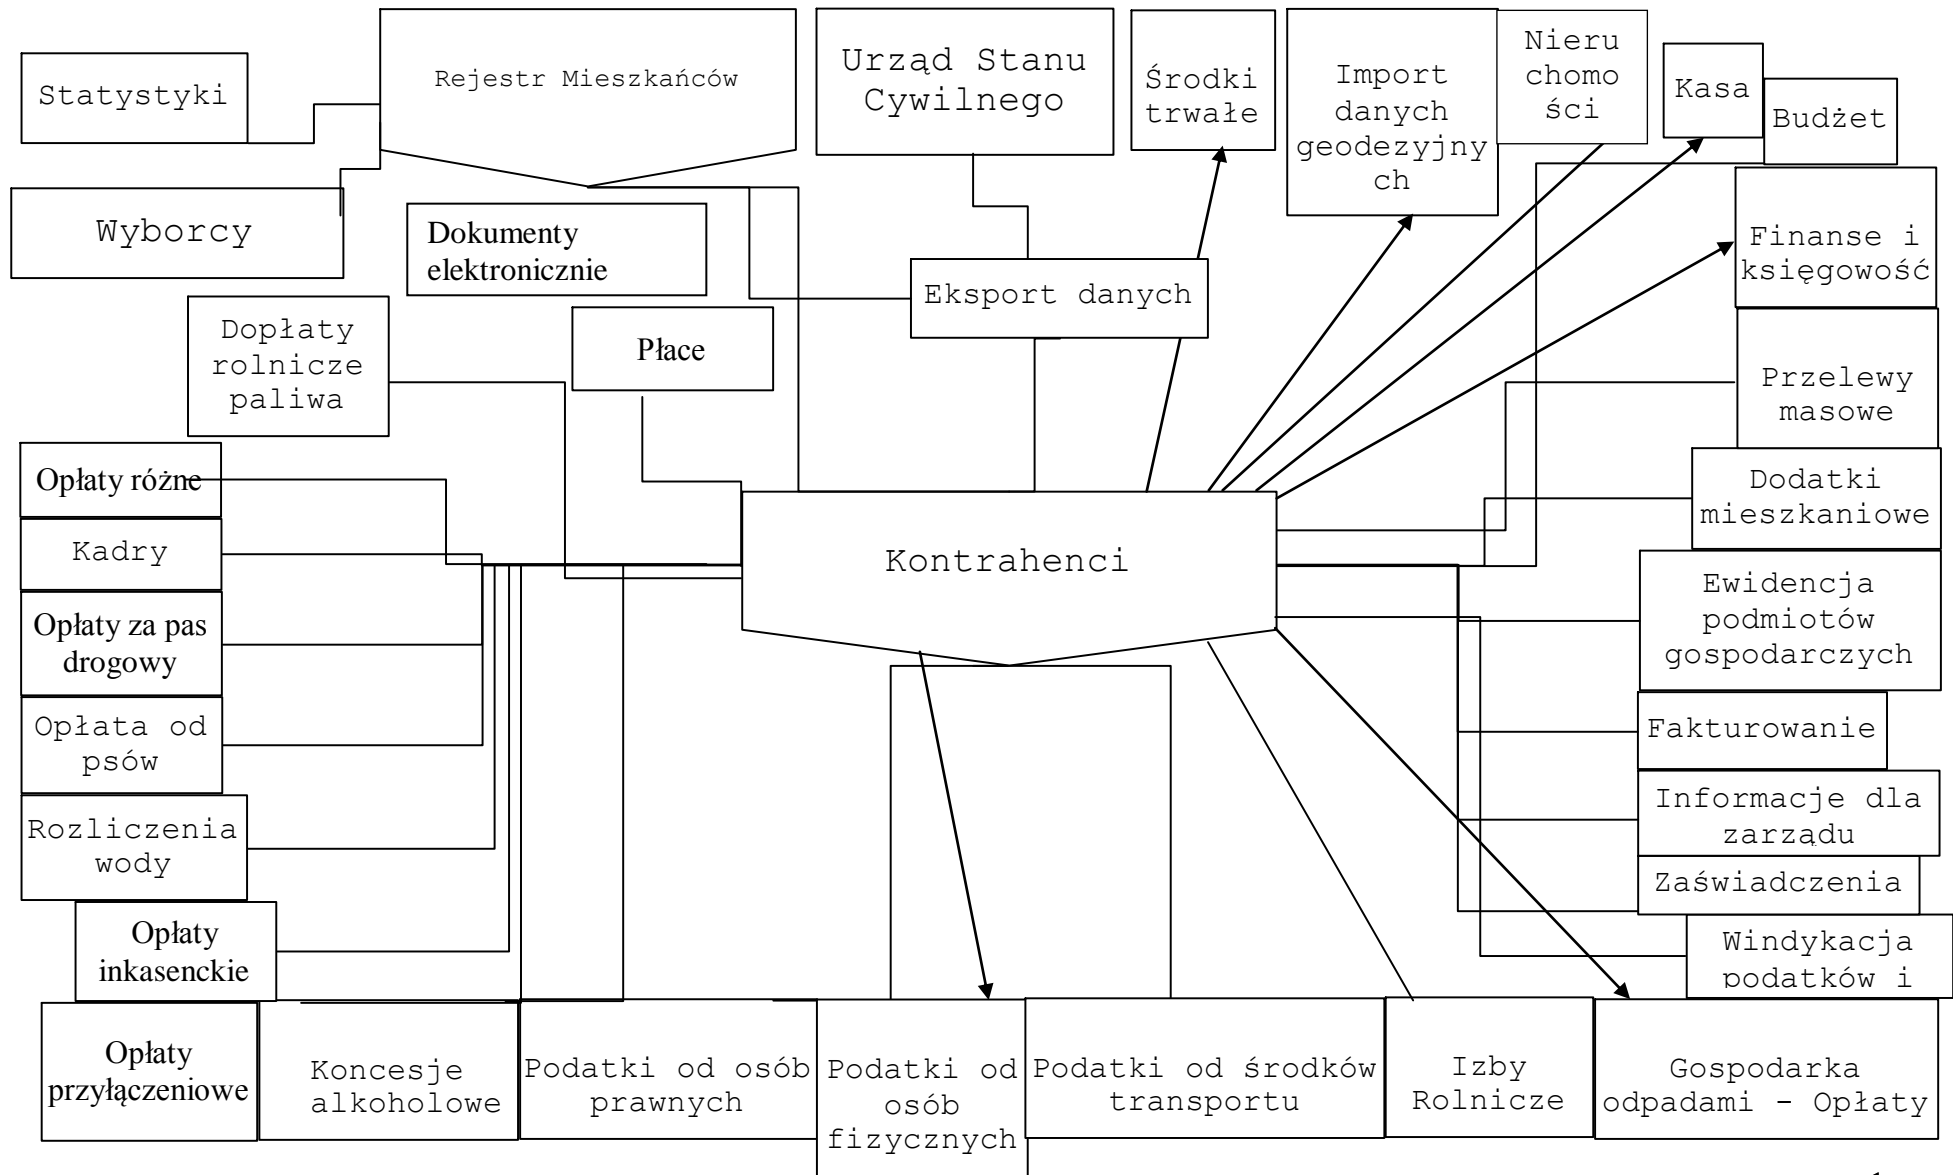 Statystyki
Rejestr Mieszkańców
Urząd Stanu
Cywilnego
Środki
trwałe
Import
danych
geodezyjny
ch
Nieru
chomo
ści
Kasa
Budżet
Wyborcy
Dokumenty
elektronicznie
Eksport danych
Finanse i
księgowość
Dopłaty
rolnicze
paliwa
Płace
Przelewy
masowe
Opłaty różne
Dodatki
mieszkaniowe
Kadry
Kontrahenci
Ewidencja
podmiotów
gospodarczych
Opłaty za pas
drogowy
Opłata od
psów
Fakturowanie
Rozliczenia
wody
Informacje dla
zarządu
Zaświadczenia
Opłaty
inkasenckie
Windykacja
podatków i
Opłaty
przyłączeniowe
Koncesje
alkoholowe
Podatki od osób
prawnych
Podatki od
osób
fizycznych
Podatki od środków
transportu
Izby
Rolnicze
Gospodarka
odpadami - Opłaty